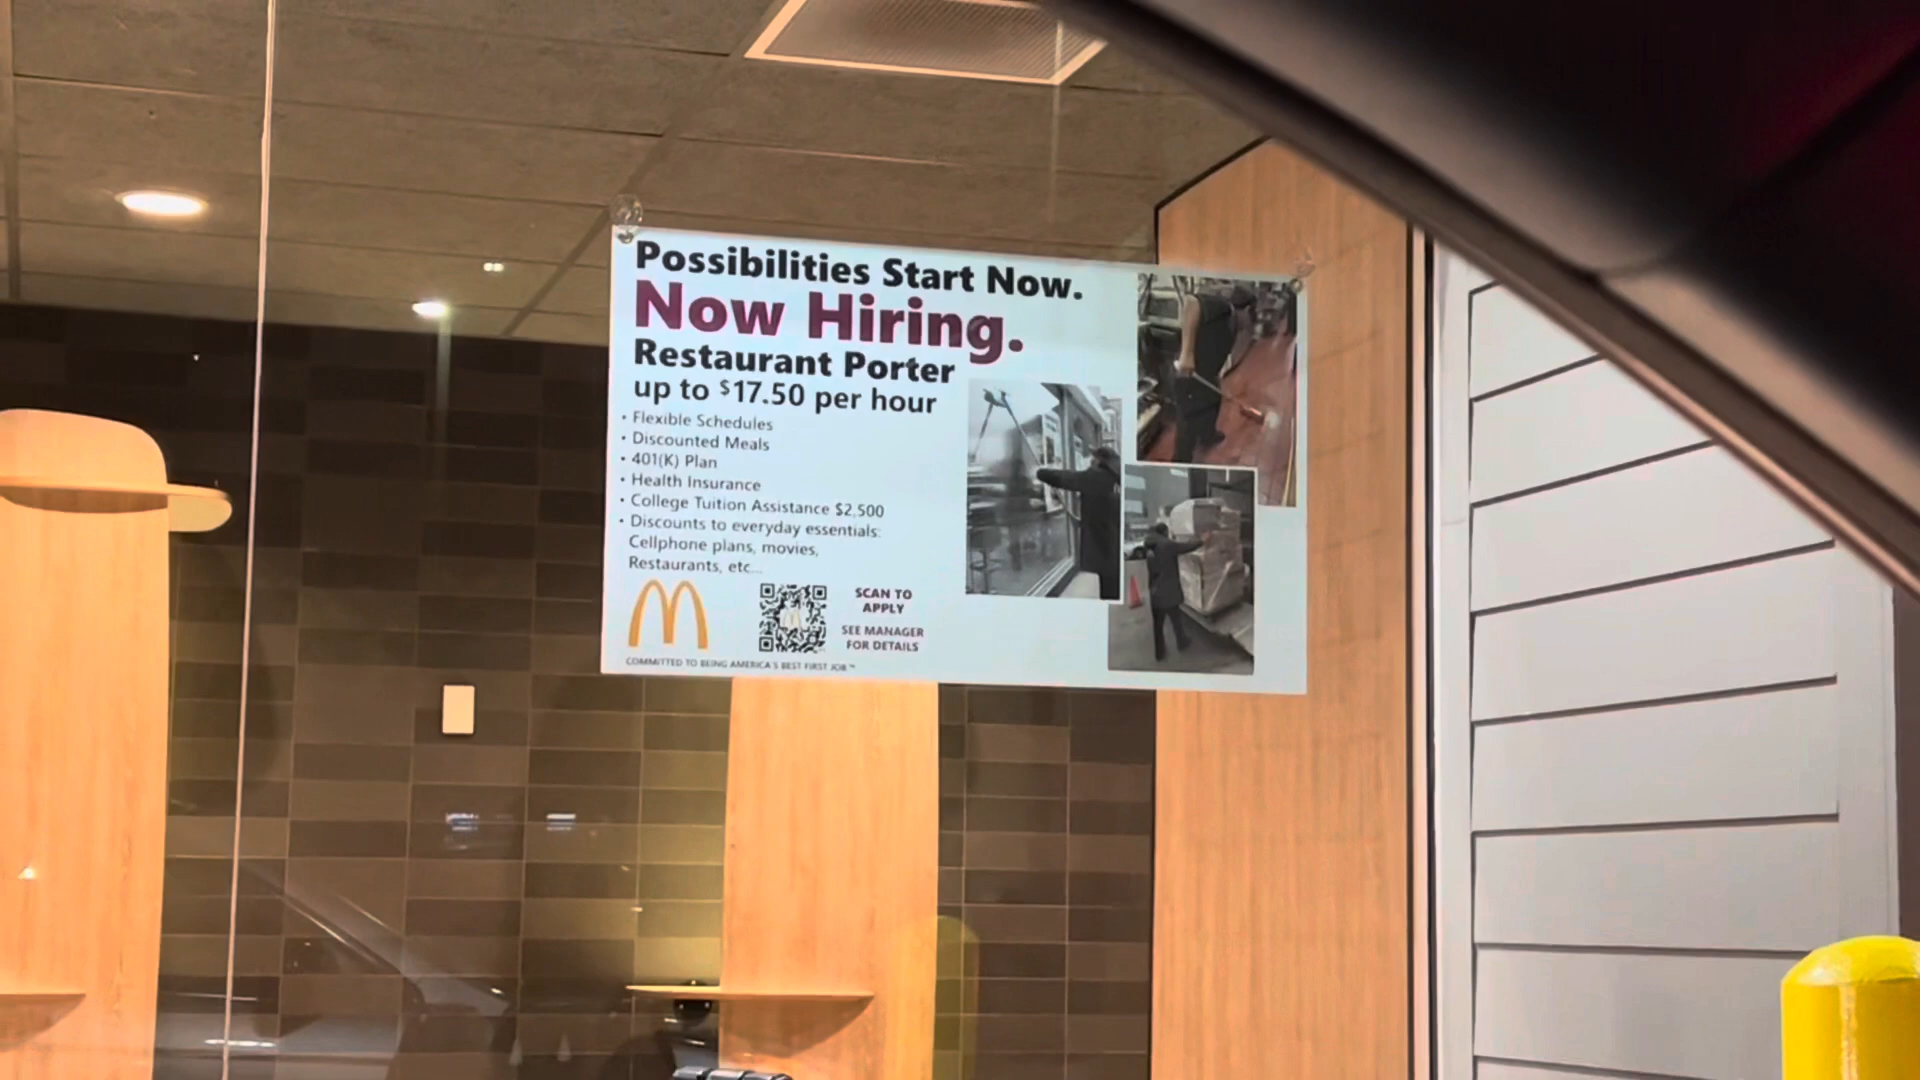 Possibilities Start Now.
Now Hiring.
Restaurant Porter
up to $17.50 per hour
• Flexible Schedules
• Discounted Meals
• 401(K) Plan
• Health Insurance
• College Tuition Assistance $2,500
• Discounts to everyday essentials:
Cellphone plans, movies,
Restaurants, etc...
SCAN TO
APPLY
SEE MANAGER
FOR DETAILS
COMMITTED TO BEING AMERICA'S BEST FIRST JOB™